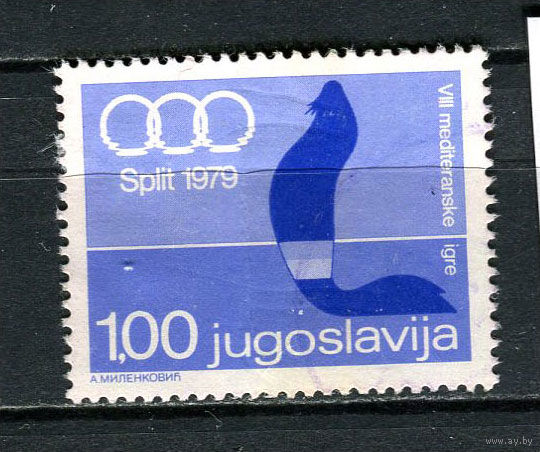 Split 1979
VIII mediteranske igre
1,00 jugoslavija
А.МИЛЕНКОВИЋ
www.ay.by